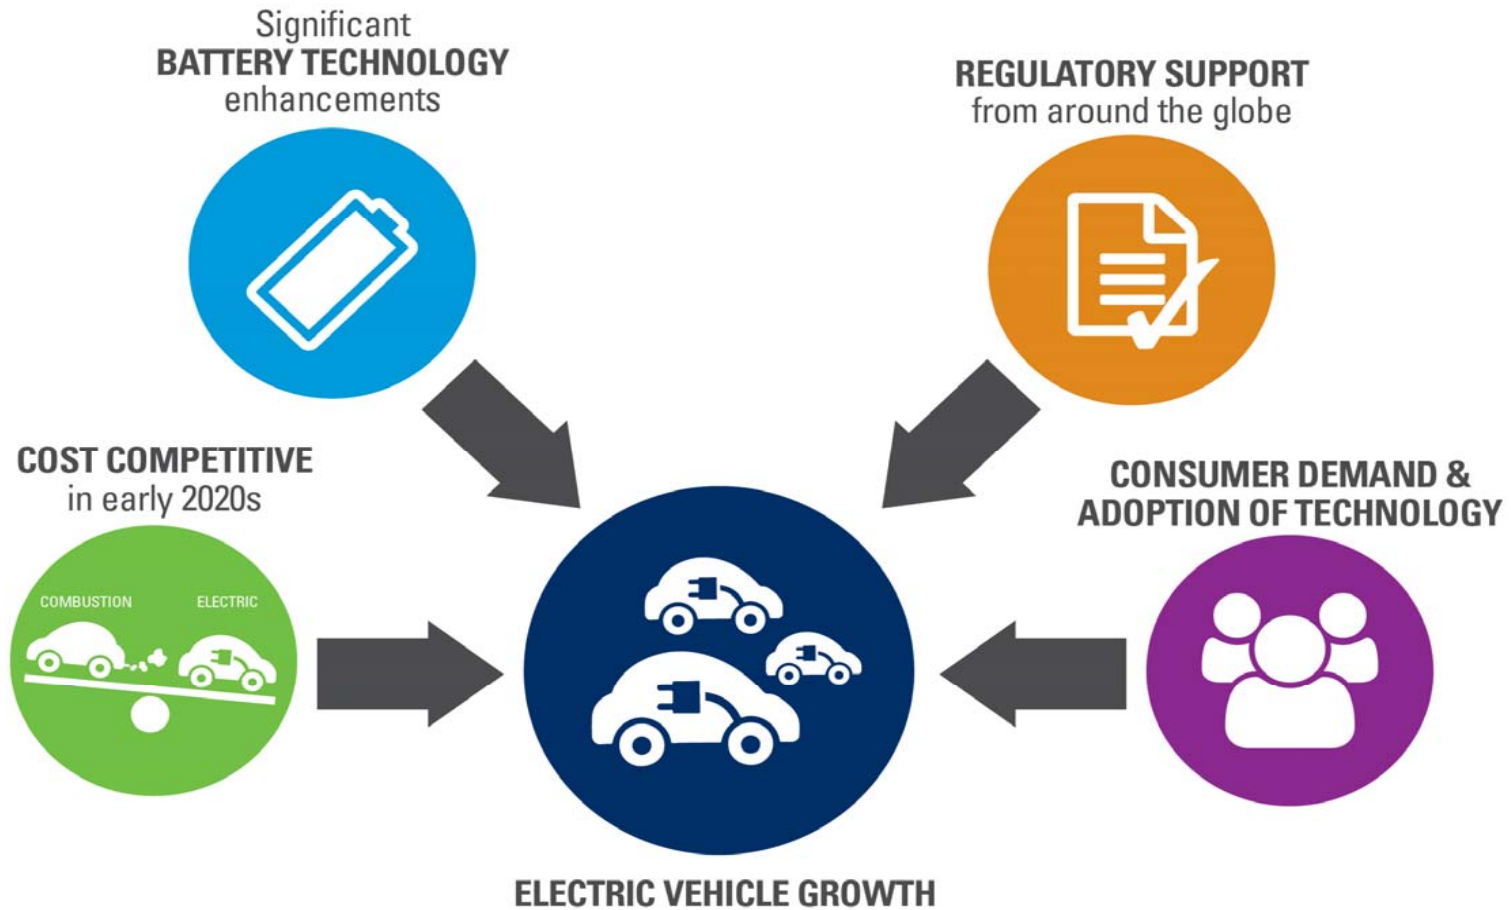 Significant
BATTERY TECHNOLOGY
enhancements
REGULATORY SUPPORT
from around the globe
COST COMPETITIVE
in early 2020s
COMBUSTION
ELECTRIC
CONSUMER DEMAND &
ADOPTION OF TECHNOLOGY
ELECTRIC VEHICLE GROWTH